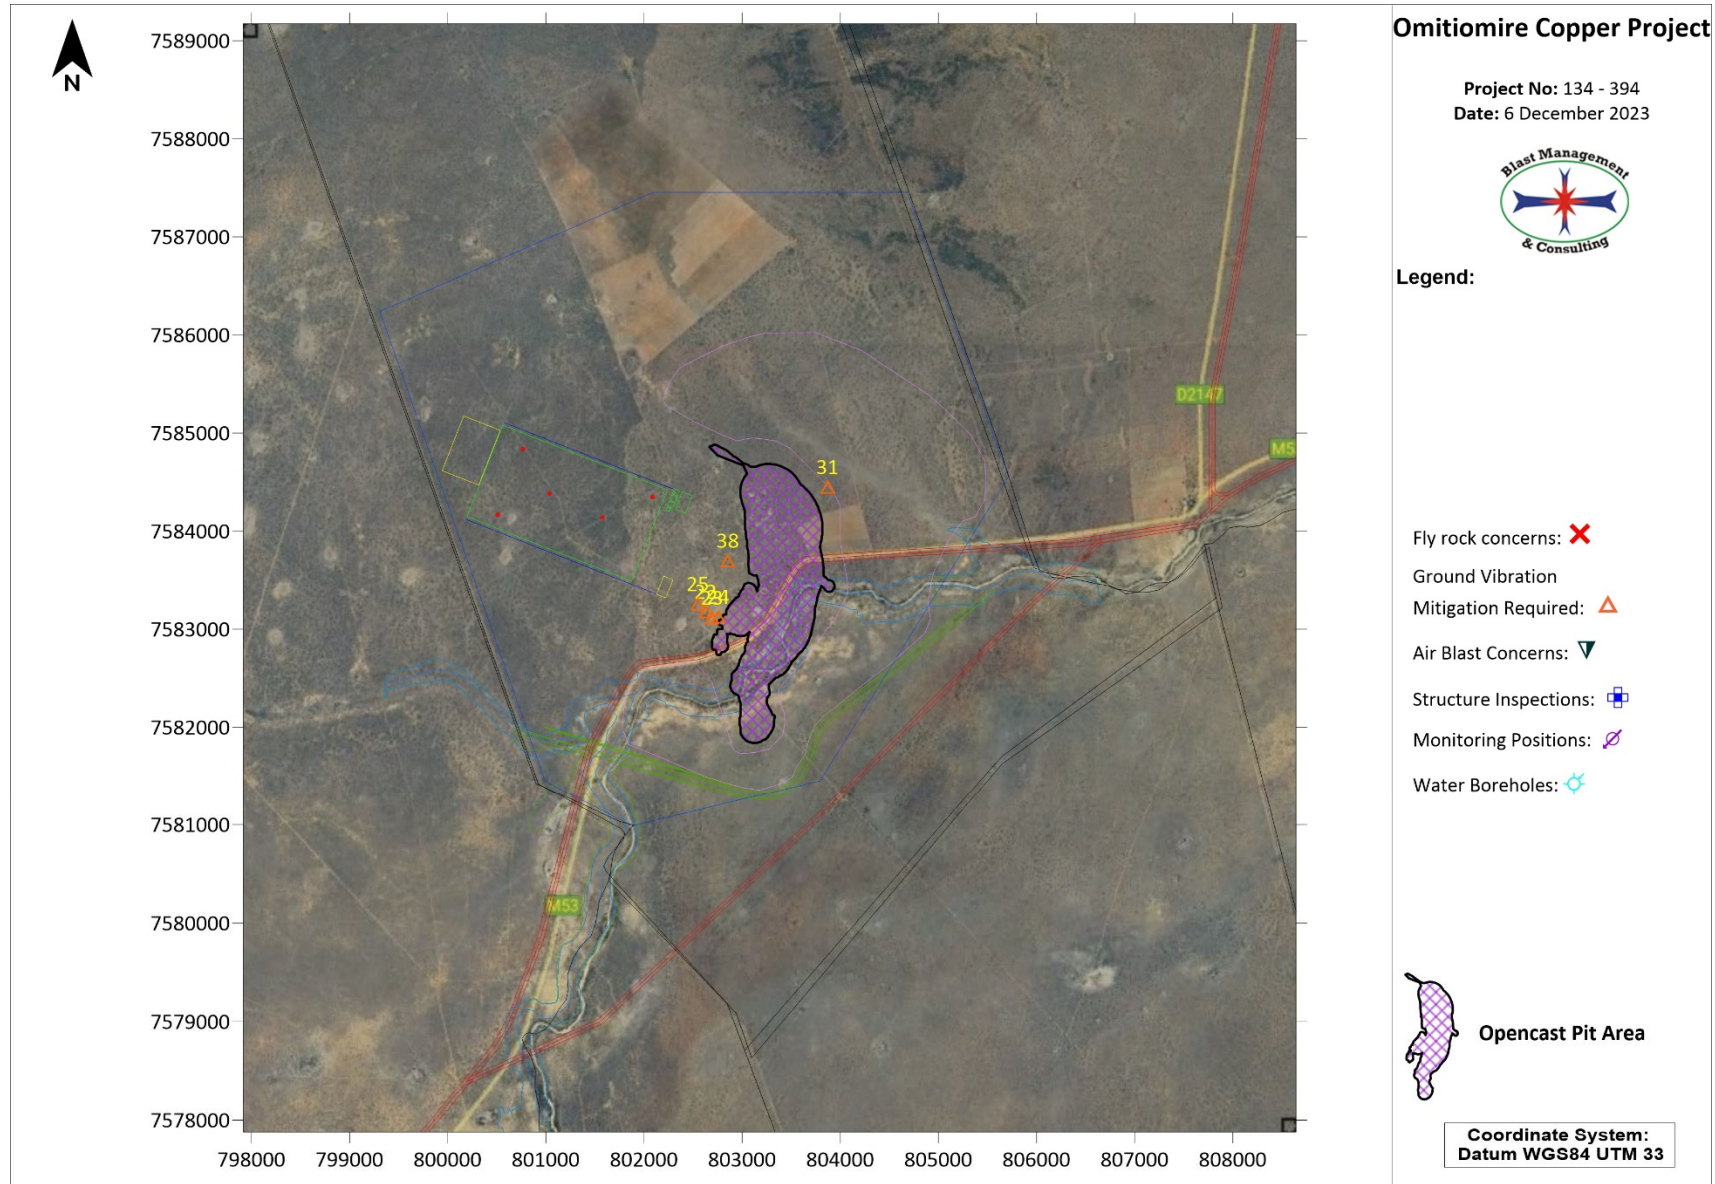 Omitiomire Copper Project
Project No: 134 - 394
Date: 6 December 2023
Blast Management
& Consulting
Legend:
Fly rock concerns:
Ground Vibration
Mitigation Required:
Air Blast Concerns:
Structure Inspections:
Monitoring Positions:
Water Boreholes:
Opencast Pit Area
Coordinate System:
Datum WGS84 UTM 33
N
7589000
7588000
7587000
7586000
7585000
7584000
7583000
7582000
7581000
7580000
7579000
7578000
798000 799000 800000 801000 802000 803000 804000 805000 806000 807000 808000
D2147
M5
31
38
25
24
M53